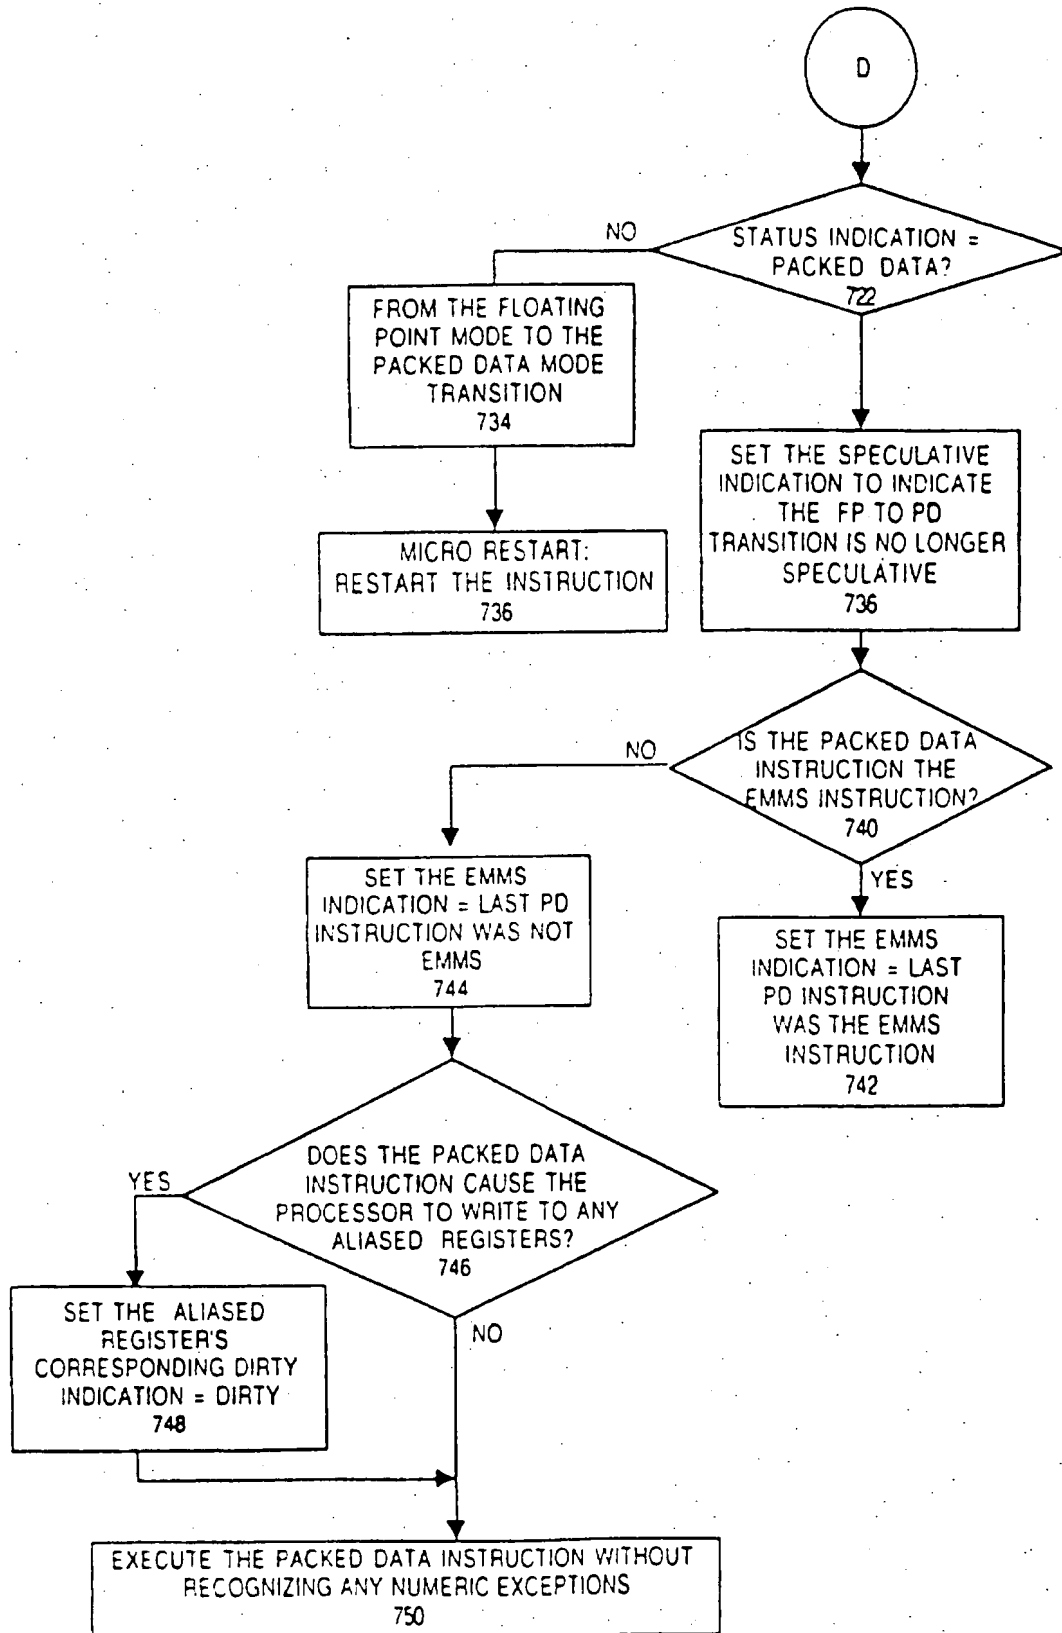 D
NO
STATUS INDICATION =
PACKED DATA?
722
FROM THE FLOATING
POINT MODE TO THE
PACKED DATA MODE
TRANSITION
734
SET THE SPECULATIVE
INDICATION TO INDICATE
THE FP TO PD
TRANSITION IS NO LONGER
SPECULATIVE
736
MICRO RESTART:
RESTART THE INSTRUCTION
736
NO
IS THE PACKED DATA
INSTRUCTION THE
EMMS INSTRUCTION?
740
YES
SET THE EMMS
INDICATION = LAST PD
INSTRUCTION WAS NOT
EMMS
744
SET THE EMMS
INDICATION = LAST
PD INSTRUCTION
WAS THE EMMS
INSTRUCTION
742
YES
DOES THE PACKED DATA
INSTRUCTION CAUSE THE
PROCESSOR TO WRITE TO ANY
ALIASED REGISTERS?
746
NO
SET THE ALIASED
REGISTER'S
CORRESPONDING DIRTY
INDICATION = DIRTY
748
EXECUTE THE PACKED DATA INSTRUCTION WITHOUT
RECOGNIZING ANY NUMERIC EXCEPTIONS
750